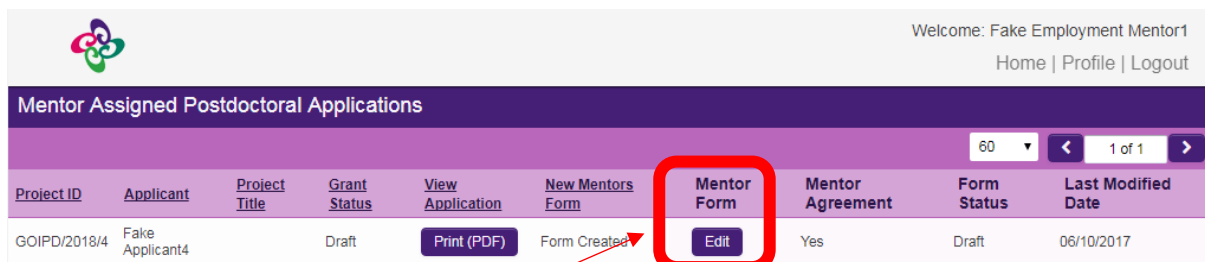 Welcome: Fake Employment Mentor1
Home | Profile | Logout
Mentor Assigned Postdoctoral Applications
60 1 of 1
Project ID Applicant Project Title Grant Status View Application New Mentors Form Mentor Form Mentor Agreement Form Status Last Modified Date
GOIPD/2018/4 Fake Applicant4 Draft Print (PDF) Form Created Edit Yes Draft 06/10/2017